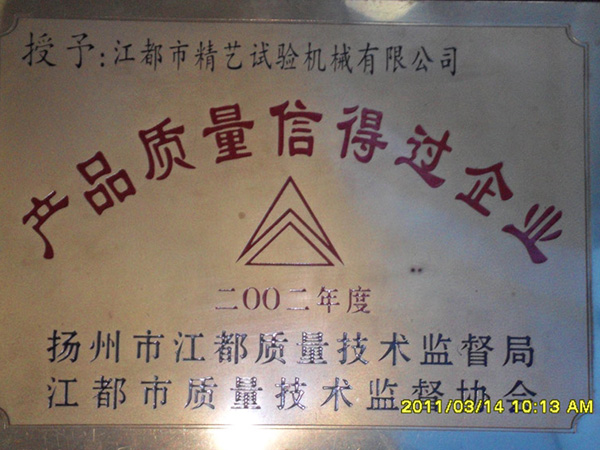 授予:江都市精艺试验机械有限公司
产品质量信得过企业
二OO二年度
扬州市江都质量技术监督局
江都市质量技术监督协会
2011/03/14 10:13 AM